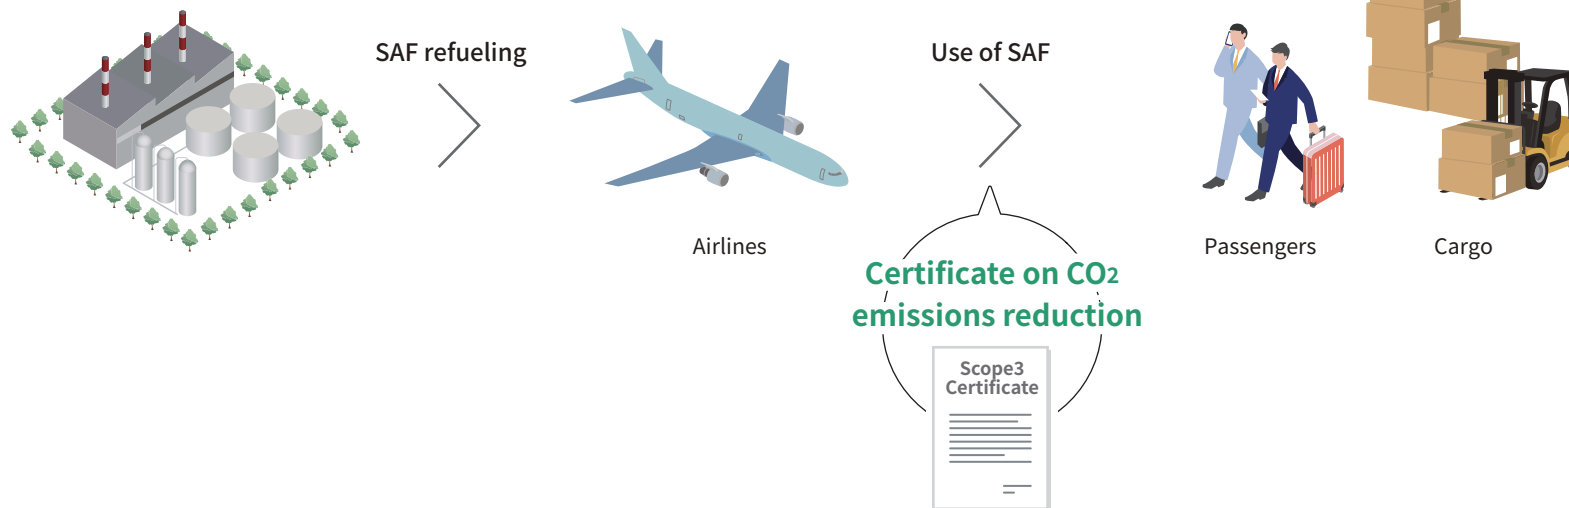 SAF refueling
Use of SAF
Airlines
Passengers
Cargo
Certificate on CO2
emissions reduction
Scope3
Certificate